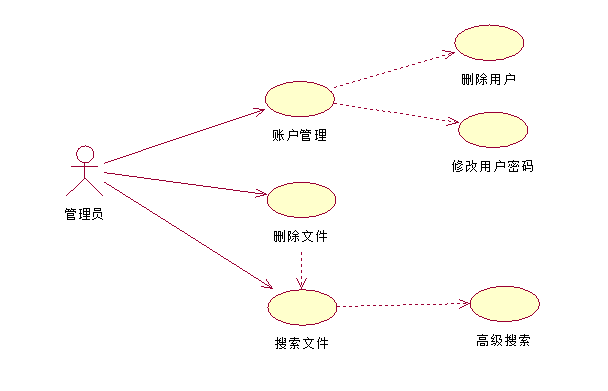 删除用户
账户管理
修改用户密码
管理员
删除文件
搜索文件
高级搜索